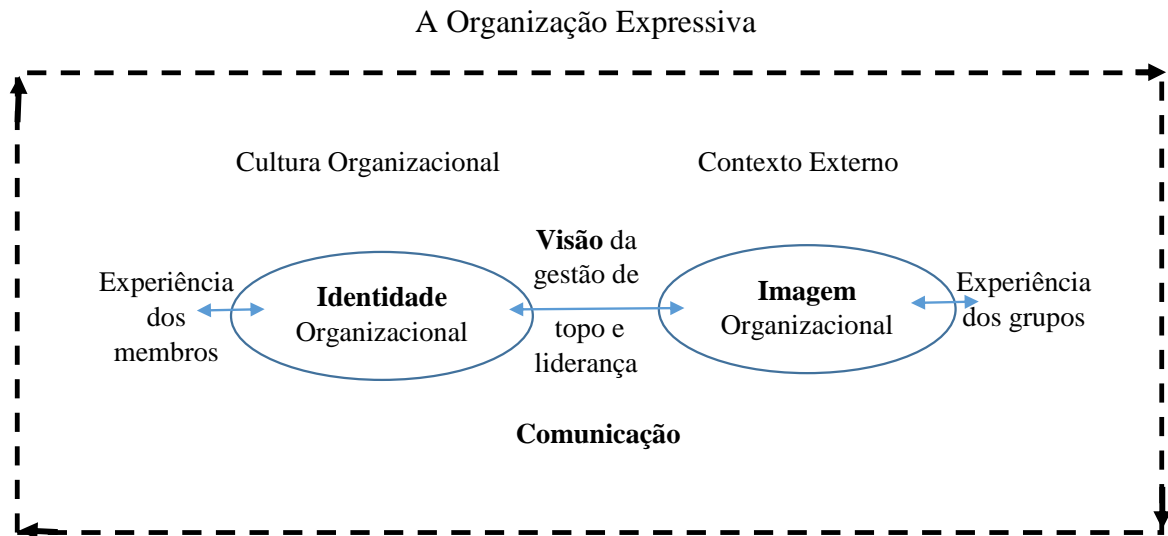 A Organização Expressiva
Cultura Organizacional
Contexto Externo
Experiência
dos
membros
Identidade
Organizacional
Visão da
gestão de
topo e
liderança
Imagem
Organizacional
Experiência
dos grupos
Comunicação